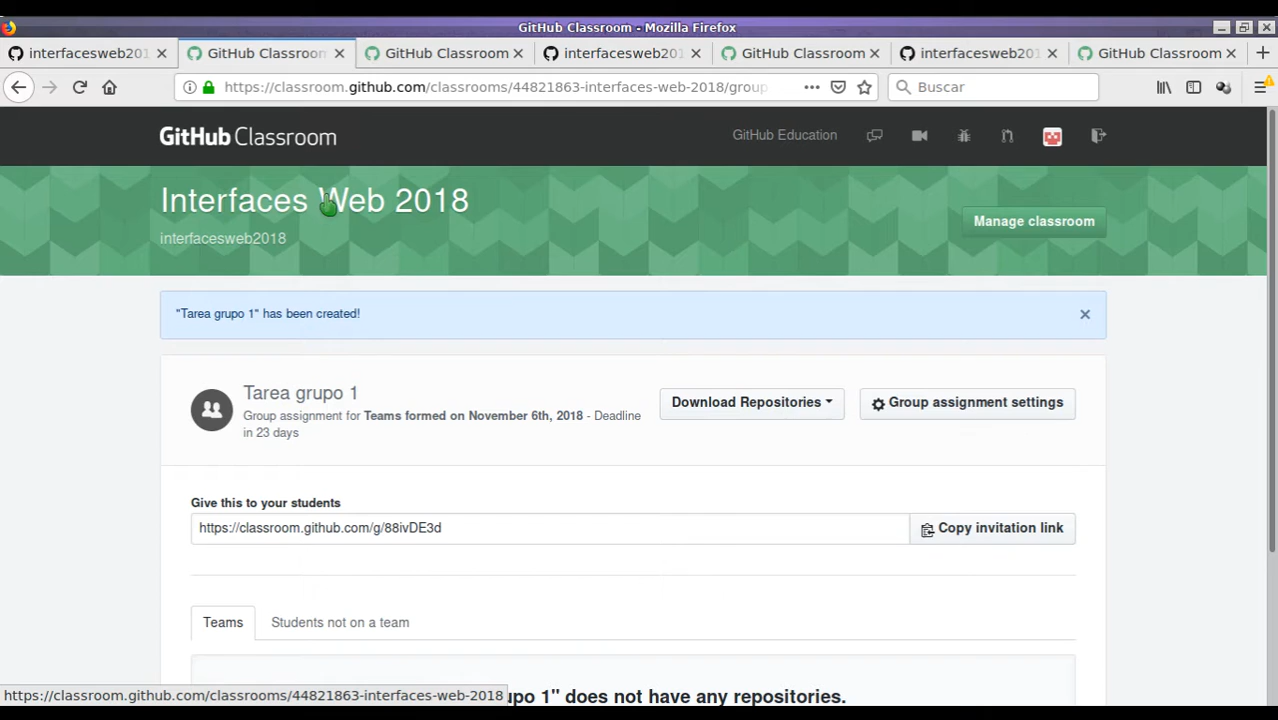 GitHub Classroom - Mozilla Firefox
interfacesweb201
GitHub Classroom
GitHub Classroom
interfacesweb201
GitHub Classroom
interfacesweb201
GitHub Classroom
https://classroom.github.com/classrooms/44821863-interfaces-web-2018/group
Buscar
GitHub Classroom
GitHub Education
Interfaces Web 2018
interfacesweb2018
Manage classroom
"Tarea grupo 1" has been created!
Tarea grupo 1
Group assignment for Teams formed on November 6th, 2018 - Deadline
in 23 days
Download Repositories
Group assignment settings
Give this to your students
https://classroom.github.com/g/88ivDE3d
Copy invitation link
Teams
Students not on a team
upo 1" does not have any repositories.
https://classroom.github.com/classrooms/44821863-interfaces-web-2018